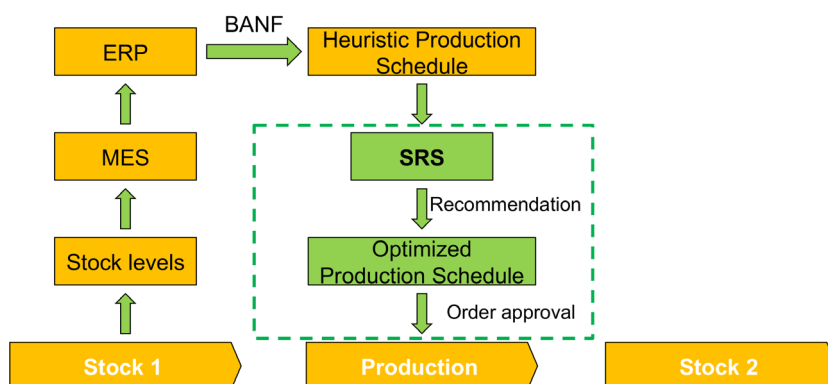 BANF
ERP
Heuristic Production
Schedule
MES
SRS
Recommendation
Stock levels
Optimized
Production Schedule
Order approval
Stock 1
Production
Stock 2